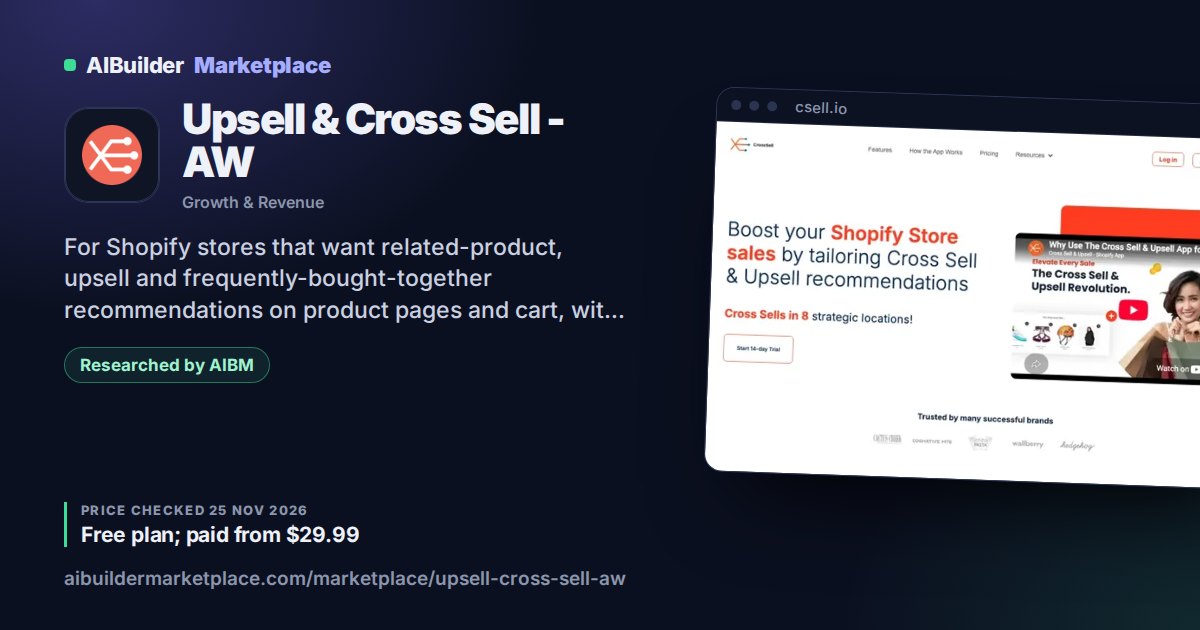 AIBuilder Marketplace
Upsell & Cross Sell -
AW
Growth & Revenue
For Shopify stores that want related-product,
upsell and frequently-bought-together
recommendations on product pages and cart, wit...
Researched by AIBM
PRICE CHECKED 25 NOV 2026
Free plan; paid from $29.99
aibuildermarketplace.com/marketplace/upsell-cross-sell-aw
csell.io
CrossSell
Features
How the App Works
Pricing
Resources
Log in
Boost your Shopify Store
sales by tailoring Cross Sell
& Upsell recommendations
Cross Sells in 8 strategic locations!
Start 14-day Trial
Why Use The Cross Sell & Upsell App fo
Cross Sell & Upsell - Shopify App
Elevate Every Sale
The Cross Sell &
Upsell Revolution.
Watch on
Trusted by many successful brands
wallberry
hedgehog